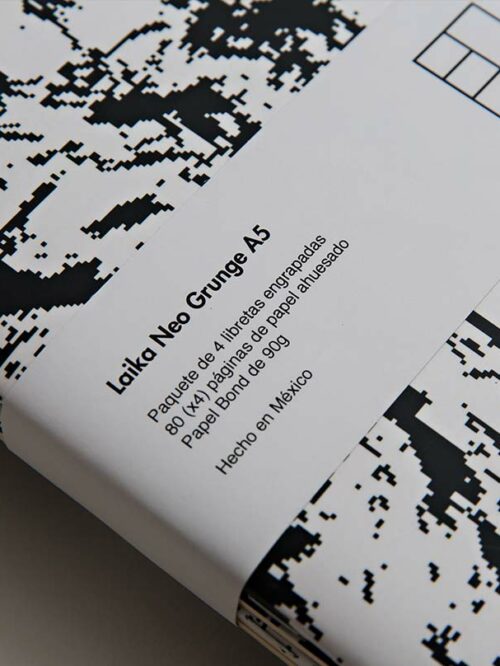 Laika Neo Grunge A5
Paquete de 4 libretas engrapadas
80 (x4) páginas de papel ahuesado
Papel Bond de 90g
Hecho en México